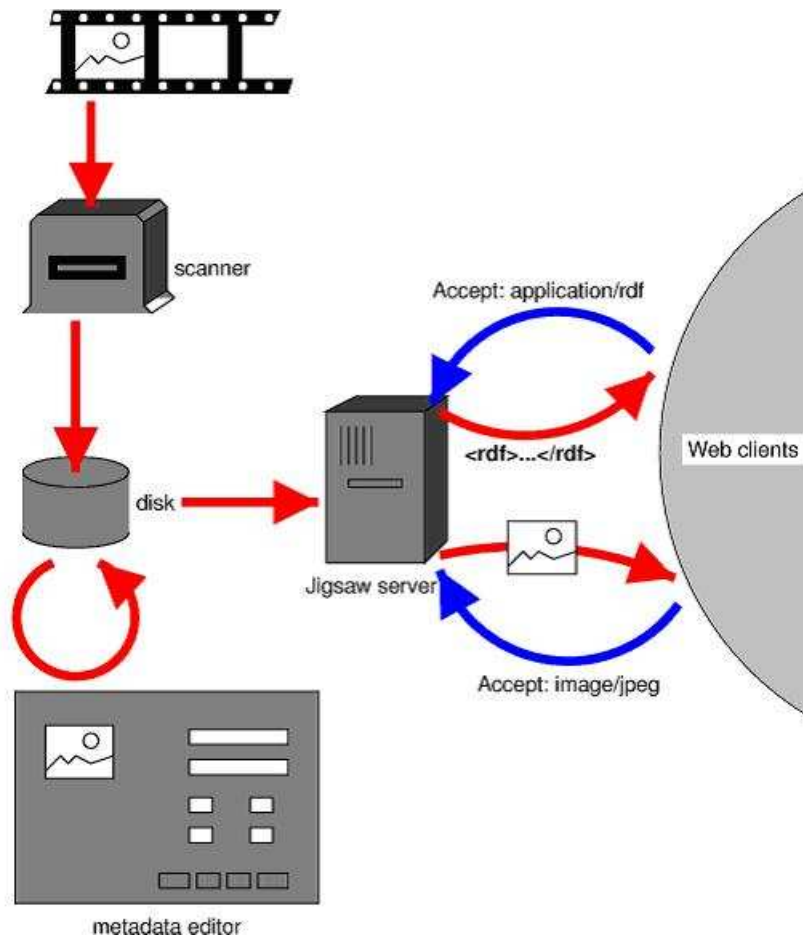 scanner
Accept: application/rdf
<rdf>...</rdf>
Web clients
disk
Jigsaw server
Accept: image/jpeg
metadata editor